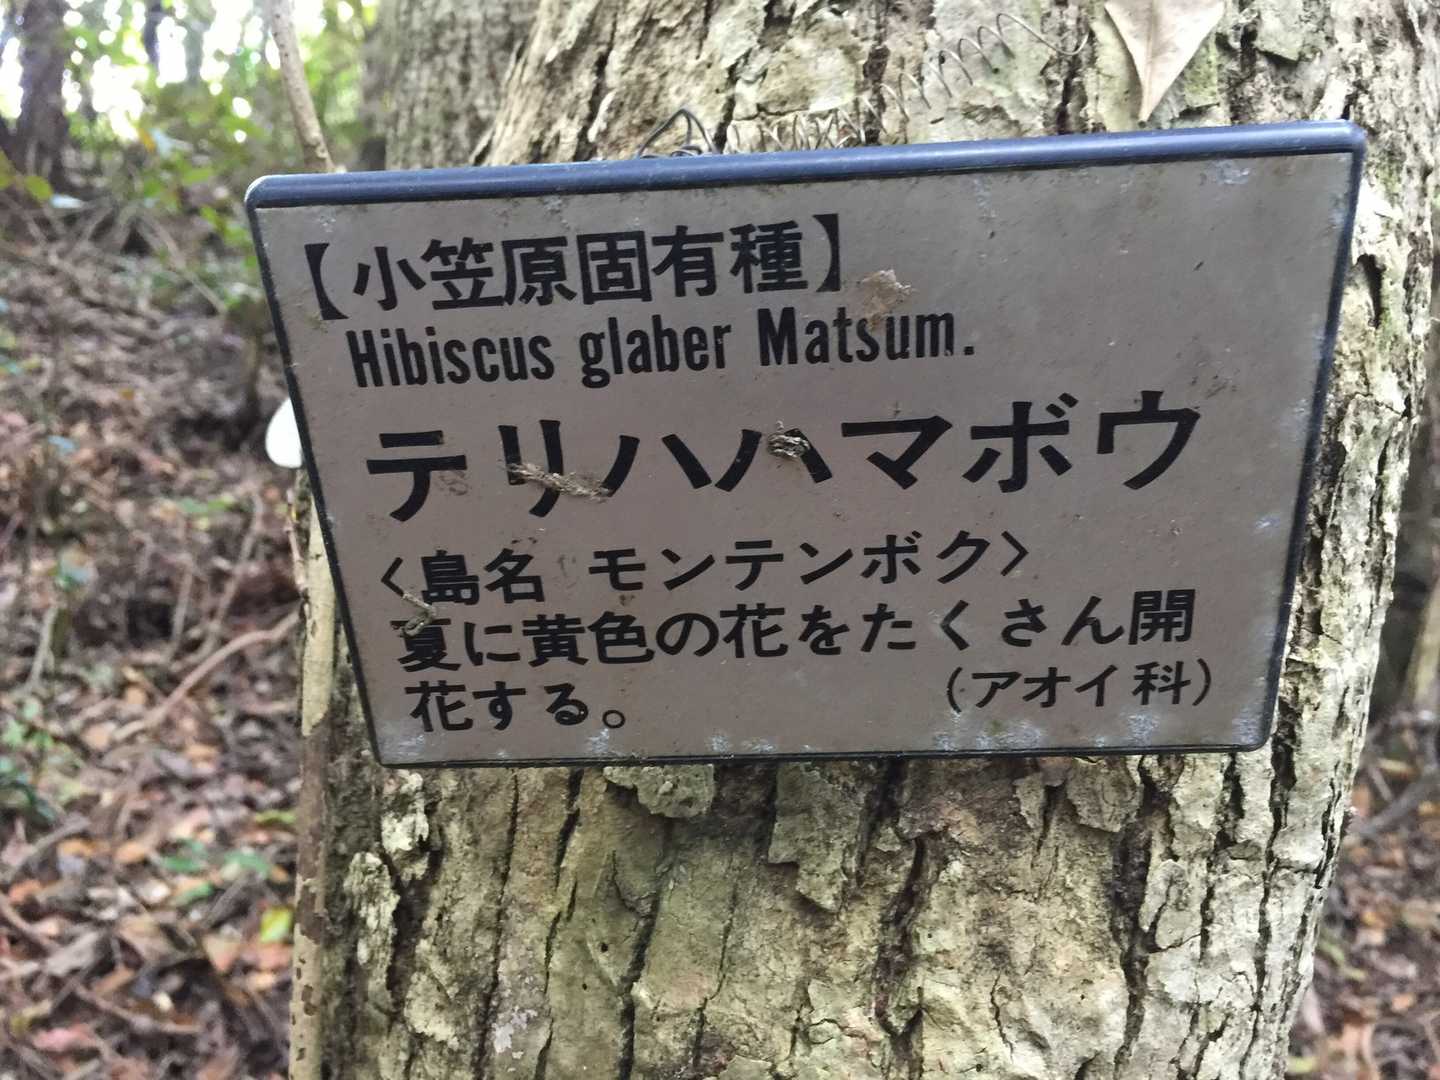 【小笠原固有種】
Hibiscus glaber Matsum.
テリハハマボウ
〈島名 モンテンボク〉
夏に黄色の花をたくさん開
花する。 （アオイ科）